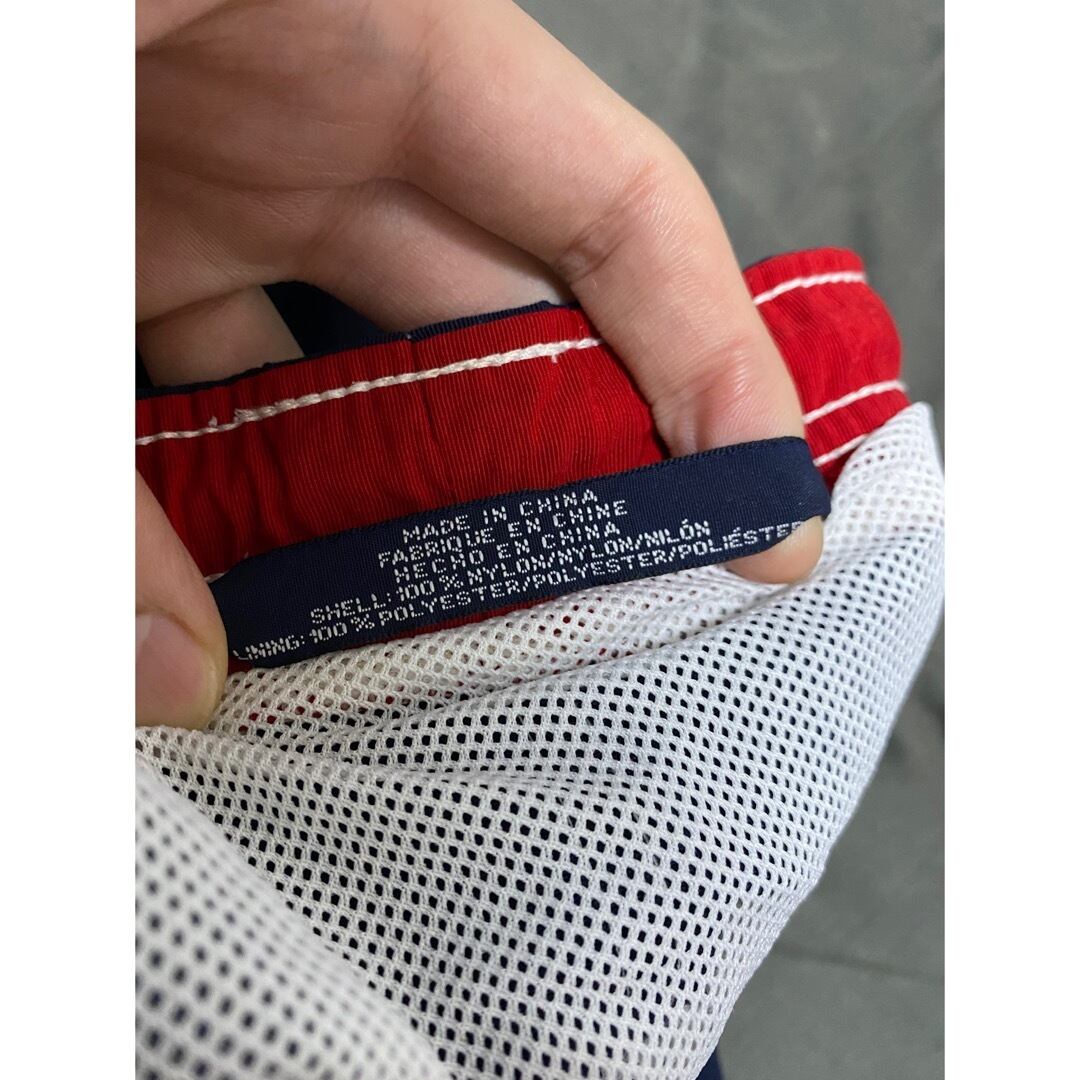 MADE IN CHINA
FABRIQUE EN CHINE
HECHO EN CHINA
SHELL: 100% NYLON/NYLON/NILÓN
LINING: 100% POLYESTER/POLYESTER/POLIÉSTER